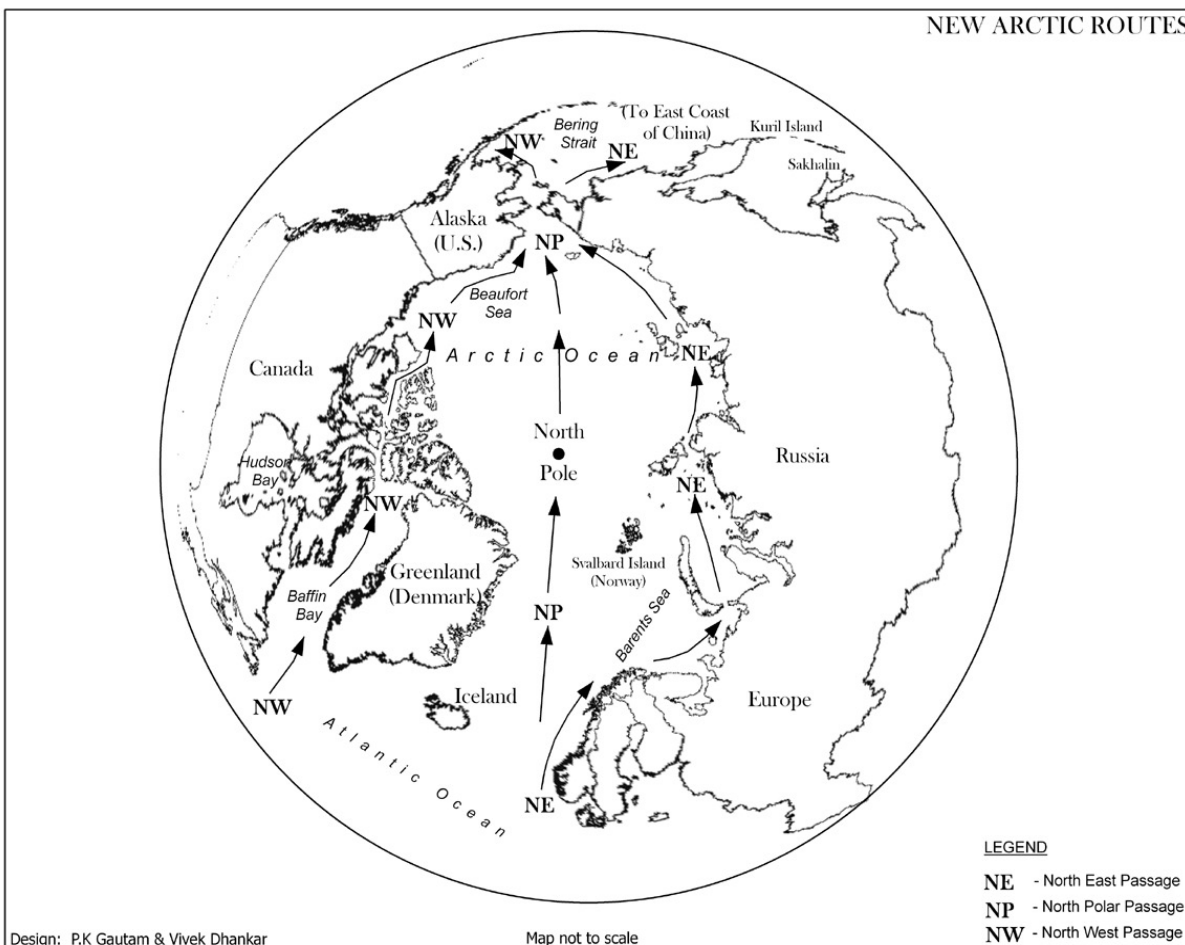 NEW ARCTIC ROUTES
(To East Coast
of China)
Bering
Strait
NW
NE
Kuril Island
Sakhalin
Alaska
(U.S.)
NP
Beaufort
Sea
NW
Arctic Ocean
NE
Canada
North
Pole
Russia
Hudson
Bay
NW
NE
Svalbard Island
(Norway)
Greenland
(Denmark)
Baffin
Bay
NP
Barents Sea
Iceland
Europe
NW
Atlantic Ocean
NE
LEGEND
NE - North East Passage
NP - North Polar Passage
NW - North West Passage
Design: P.K Gautam & Vivek Dhankar
Map not to scale